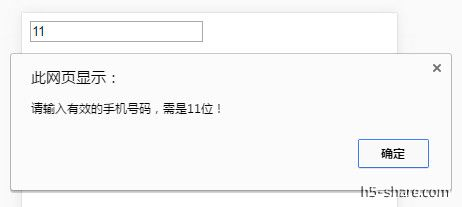 11
此网页显示：
请输入有效的手机号码，需是11位！
确定
h5-share.com